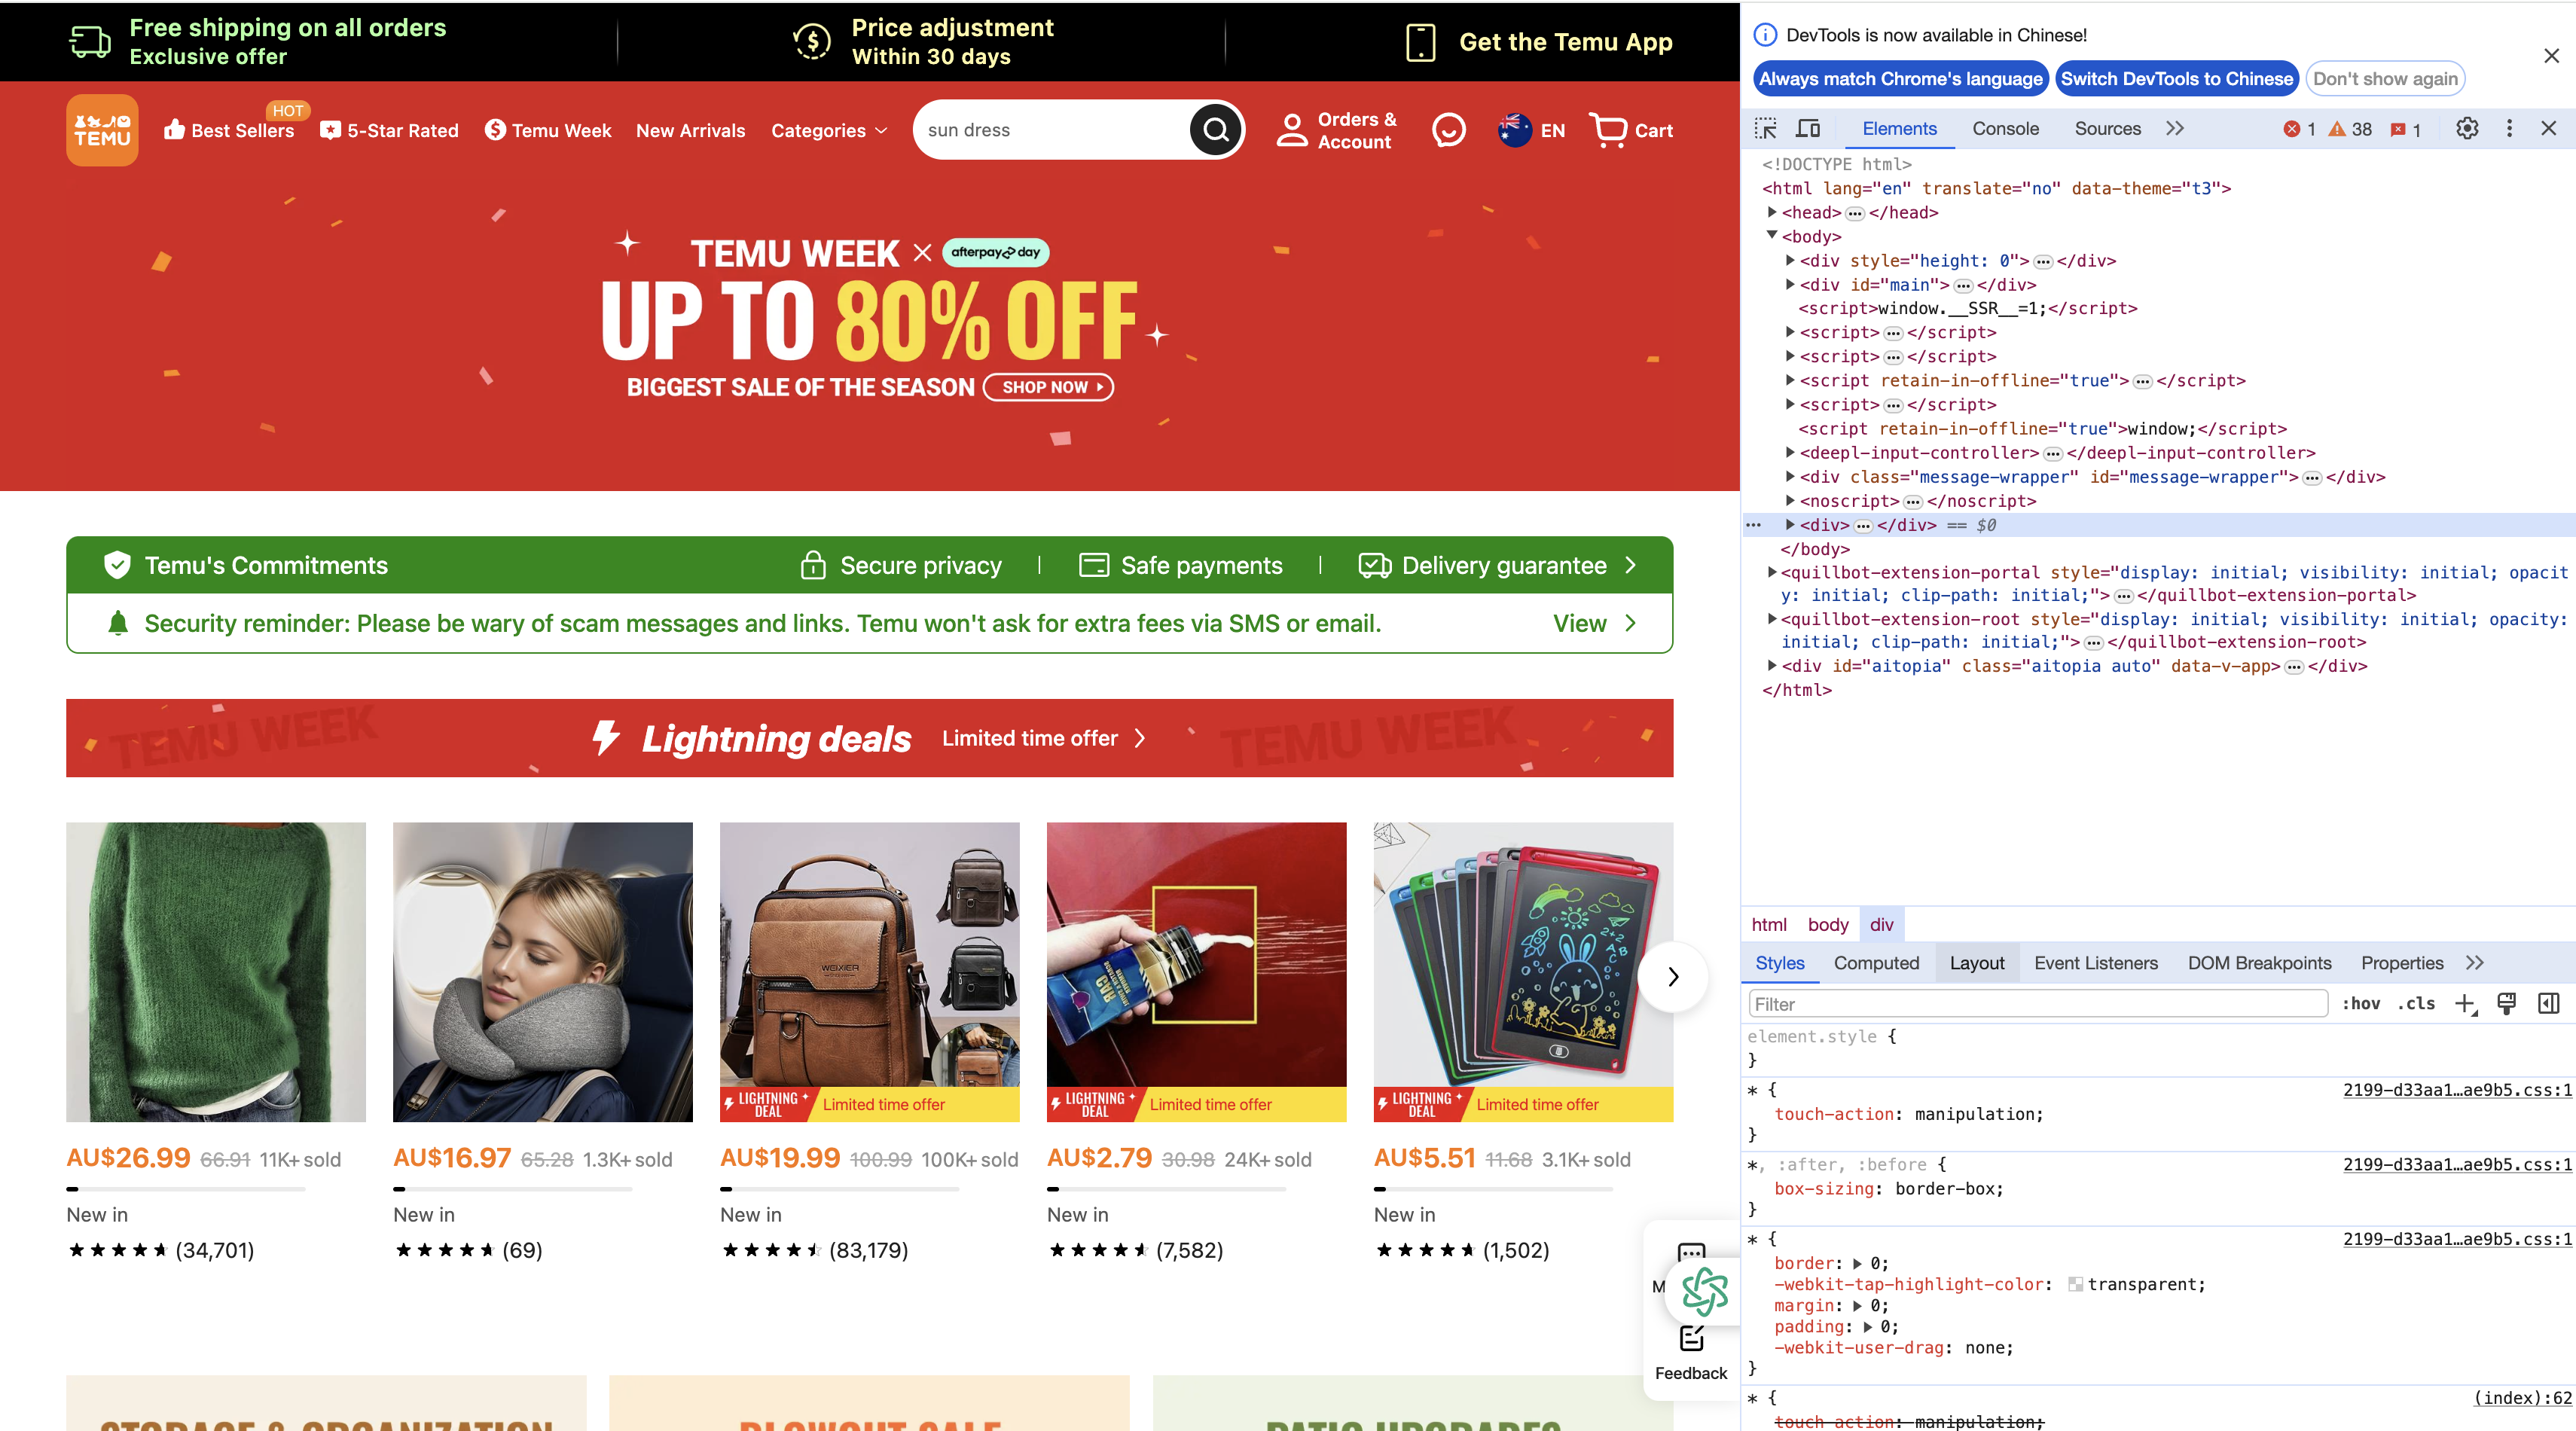 Free shipping on all orders
Exclusive offer
Price adjustment
Within 30 days
Get the Temu App
TEMU
Best Sellers
HOT
5-Star Rated
Temu Week
New Arrivals
Categories
sun dress
Orders &
Account
EN
Cart
TEMU WEEK × afterpay day
UP TO 80% OFF
BIGGEST SALE OF THE SEASON SHOP NOW
Temu's Commitments
Secure privacy
Safe payments
Delivery guarantee
Security reminder: Please be wary of scam messages and links. Temu won't ask for extra fees via SMS or email.
View
TEMU WEEK
Lightning deals
Limited time offer
TEMU WEEK
WEIXIER
LIGHTNING
DEAL
Limited time offer
LIGHTNING
DEAL
Limited time offer
2+2
A
B
C
LIGHTNING
DEAL
Limited time offer
AU$26.99 66.91 11K+ sold
New in
(34,701)
AU$16.97 65.28 1.3K+ sold
New in
(69)
AU$19.99 100.99 100K+ sold
New in
(83,179)
AU$2.79 30.98 24K+ sold
New in
(7,582)
AU$5.51 11.68 3.1K+ sold
New in
(1,502)
M
Feedback
STORAGE & ORGANIZATION
BLOWOUT SALE
PATIO UPGRADES
DevTools is now available in Chinese!
Always match Chrome's language
Switch DevTools to Chinese
Don't show again
Elements
Console
Sources
1
38
1
<!DOCTYPE html>
<html lang="en" translate="no" data-theme="t3">
<head>…</head>
<body>
<div style="height: 0">…</div>
<div id="main">…</div>
<script>window.__SSR__=1;</script>
<script>…</script>
<script>…</script>
<script retain-in-offline="true">…</script>
<script>…</script>
<script retain-in-offline="true">window;</script>
<deepl-input-controller>…</deepl-input-controller>
<div class="message-wrapper" id="message-wrapper">…</div>
<noscript>…</noscript>
<div>…</div> == $0
</body>
<quillbot-extension-portal style="display: initial; visibility: initial; opacit
y: initial; clip-path: initial;">…</quillbot-extension-portal>
<quillbot-extension-root style="display: initial; visibility: initial; opacity:
initial; clip-path: initial;">…</quillbot-extension-root>
<div id="aitopia" class="aitopia auto" data-v-app>…</div>
</html>
html
body
div
Styles
Computed
Layout
Event Listeners
DOM Breakpoints
Properties
Filter
:hov
.cls
element.style {
}
* {
2199-d33aa1…ae9b5.css:1
touch-action: manipulation;
}
*, :after, :before {
2199-d33aa1…ae9b5.css:1
box-sizing: border-box;
}
* {
2199-d33aa1…ae9b5.css:1
border: 0;
-webkit-tap-highlight-color: transparent;
margin: 0;
padding: 0;
-webkit-user-drag: none;
}
* {
(index):62
touch-action: manipulation;